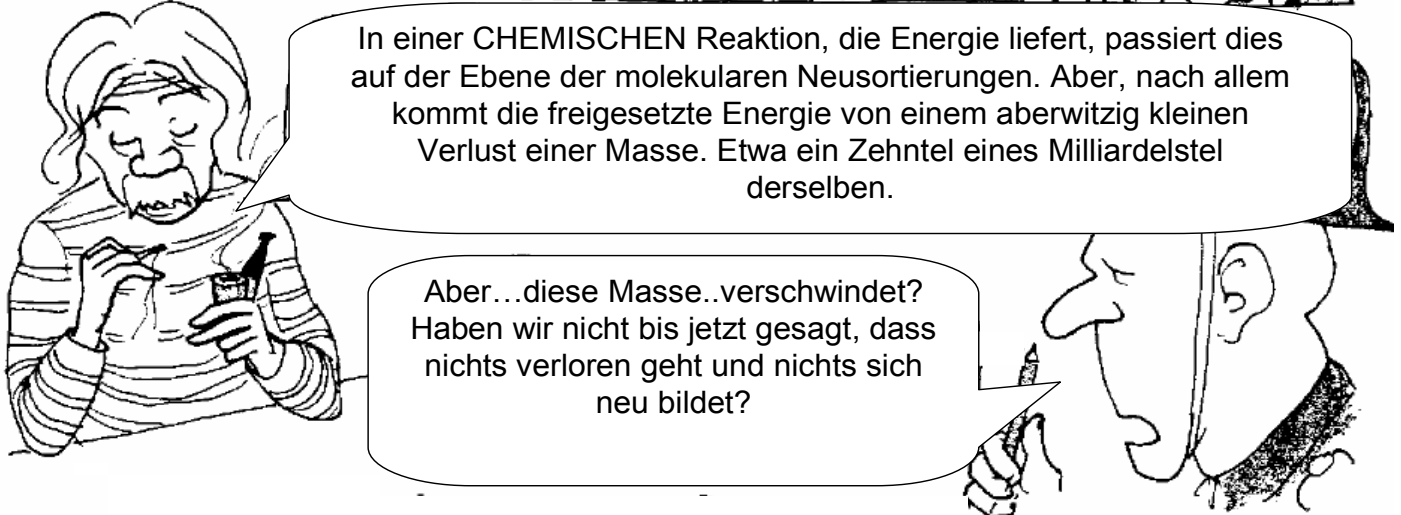 In einer CHEMISCHEN Reaktion, die Energie liefert, passiert dies
auf der Ebene der molekularen Neusortierungen. Aber, nach allem
kommt die freigesetzte Energie von einem aberwitzig kleinen
Verlust einer Masse. Etwa ein Zehntel eines Milliardelstel
derselben.
Aber…diese Masse..verschwindet?
Haben wir nicht bis jetzt gesagt, dass
nichts verloren geht und nichts sich
neu bildet?